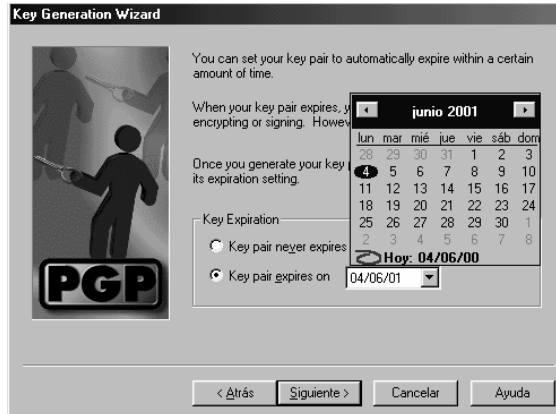 Key Generation Wizard
You can set your key pair to automatically expire within a certain
amount of time.
When your key pair expires, y
encrypting or signing. Howev
Once you generate your key
its expiration setting.
junio 2001
lun mar mié jue vie sáb dom
28 29 30 31 1 2 3
4 5 6 7 8 9 10
11 12 13 14 15 16 17
18 19 20 21 22 23 24
25 26 27 28 29 30 1
2 3 4 5 6 7 8
Hoy: 04/06/00
Key Expiration
Key pair never expires
Key pair expires on
04/06/01
PGP
< Atrás
Siguiente >
Cancelar
Ayuda